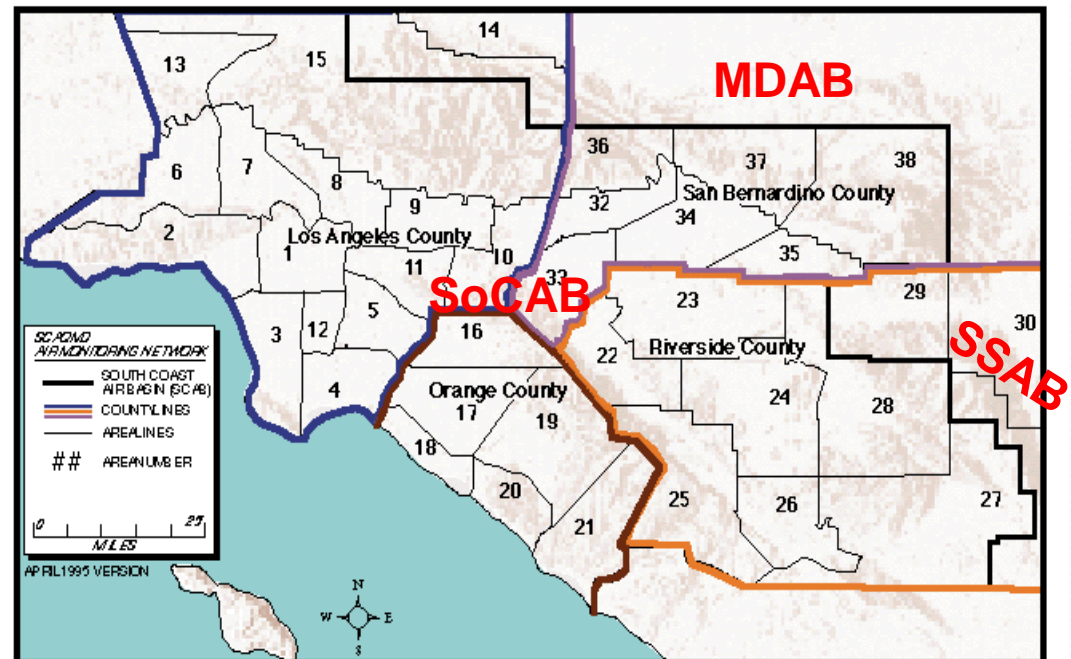 14
13
15
MDAB
36
37
38
6
7
8
San Bernardino County
9
32
34
2
Los Angeles County
1
10
35
11
33
SoCAB
23
29
5
3
12
16
30
SSAB
22
Riverside County
SCAQMD
AIR MONITORING NETWORK
SOUTH COAST
AIR BASIN (SCAB)
COUNTY LINES
AREA LINES
## AREA NUMBER
0 25
MILES
4
Orange County
17
19
24
28
18
20
25
26
27
21
APRIL 1995 VERSION
N
W E
S